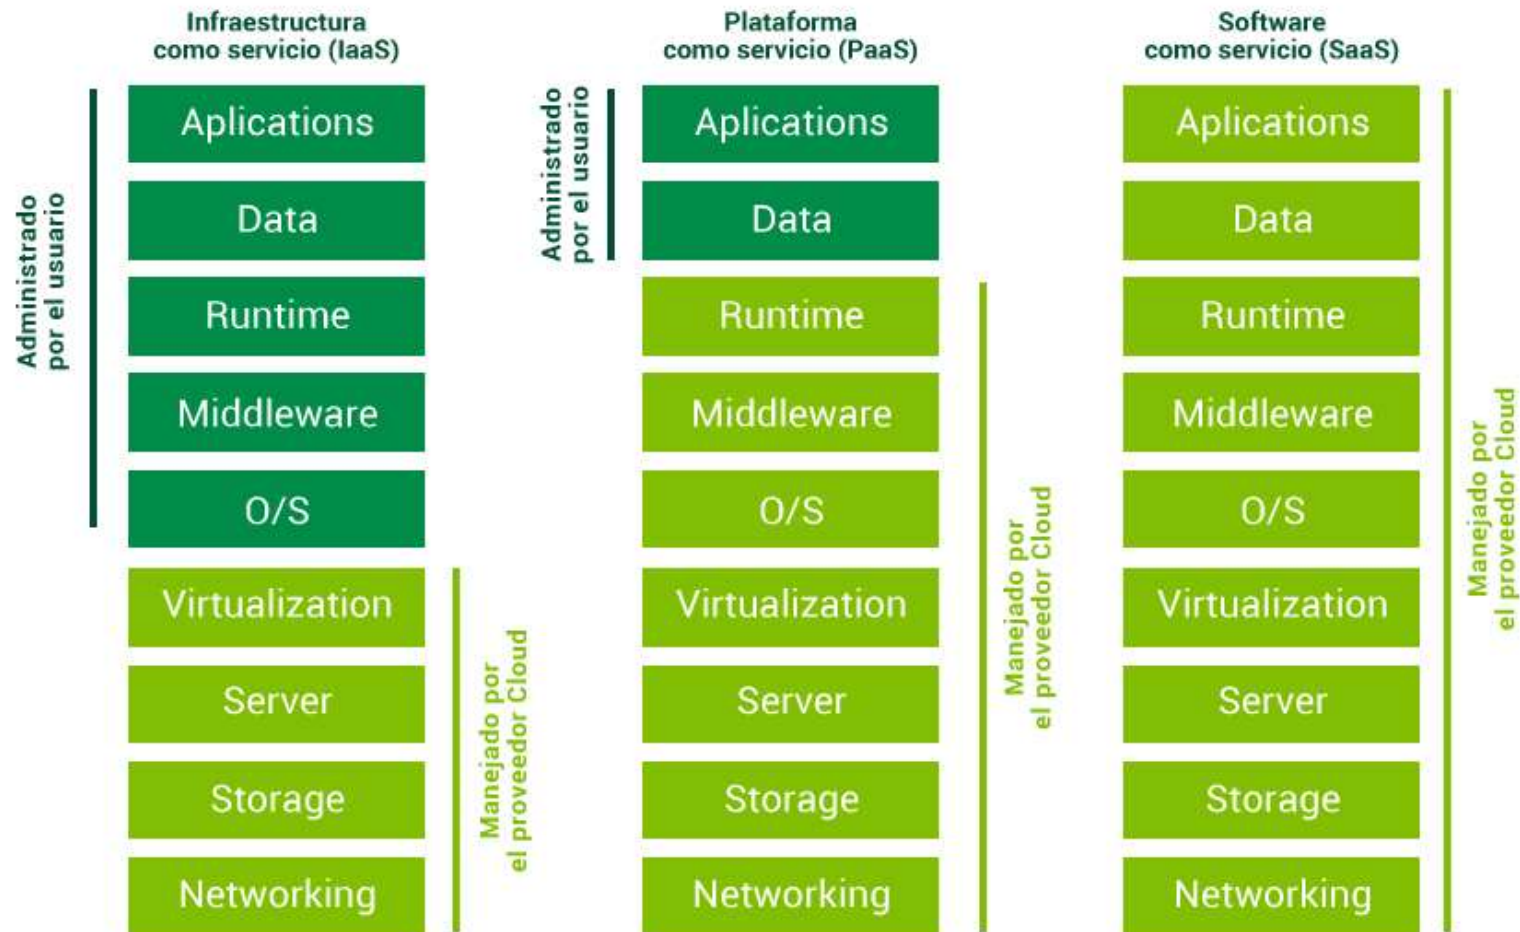 Infraestructura
como servicio (IaaS)
Administrado
por el usuario
Aplications
Data
Runtime
Middleware
O/S
Virtualization
Server
Storage
Networking
Manejado por
el proveedor Cloud
Plataforma
como servicio (PaaS)
Administrado
por el usuario
Aplications
Data
Runtime
Middleware
O/S
Virtualization
Server
Storage
Networking
Manejado por
el proveedor Cloud
Software
como servicio (SaaS)
Aplications
Data
Runtime
Middleware
O/S
Virtualization
Server
Storage
Networking
Manejado por
el proveedor Cloud